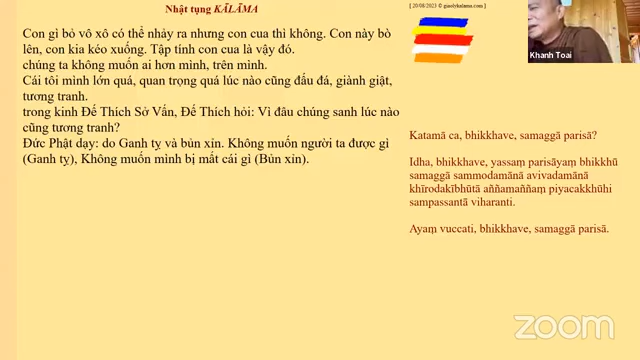 Nhật tụng KĀLĀMA
Con gì bỏ vô xô có thể nhảy ra nhưng con cua thì không. Con này bò
lên, con kia kéo xuống. Tập tính con cua là vậy đó.
chúng ta không muốn ai hơn mình, trên mình.
Cái tôi mình lớn quá, quan trọng quá lúc nào cũng đấu đá, giành giật,
tương tranh.
trong kinh Đế Thích Sở Vấn, Đế Thích hỏi: Vì đâu chúng sanh lúc nào
cũng tương tranh?
Đức Phật dạy: do Ganh tỵ và bủn xỉn. Không muốn người ta được gì
(Ganh tỵ), Không muốn mình bị mất cái gì (Bủn xỉn).
[ 20/08/2023 © giaolykalama.com ]
Khanh Toai
Katamā ca, bhikkhave, samaggā parisā?
Idha, bhikkhave, yassaṃ parisāyaṃ bhikkhū
samaggā sammodamānā avivadamānā
khīrodakībhūtā aññamaññaṃ piyacakkhūhi
sampassantā viharanti.
Ayaṃ vuccati, bhikkhave, samaggā parisā.
zoom